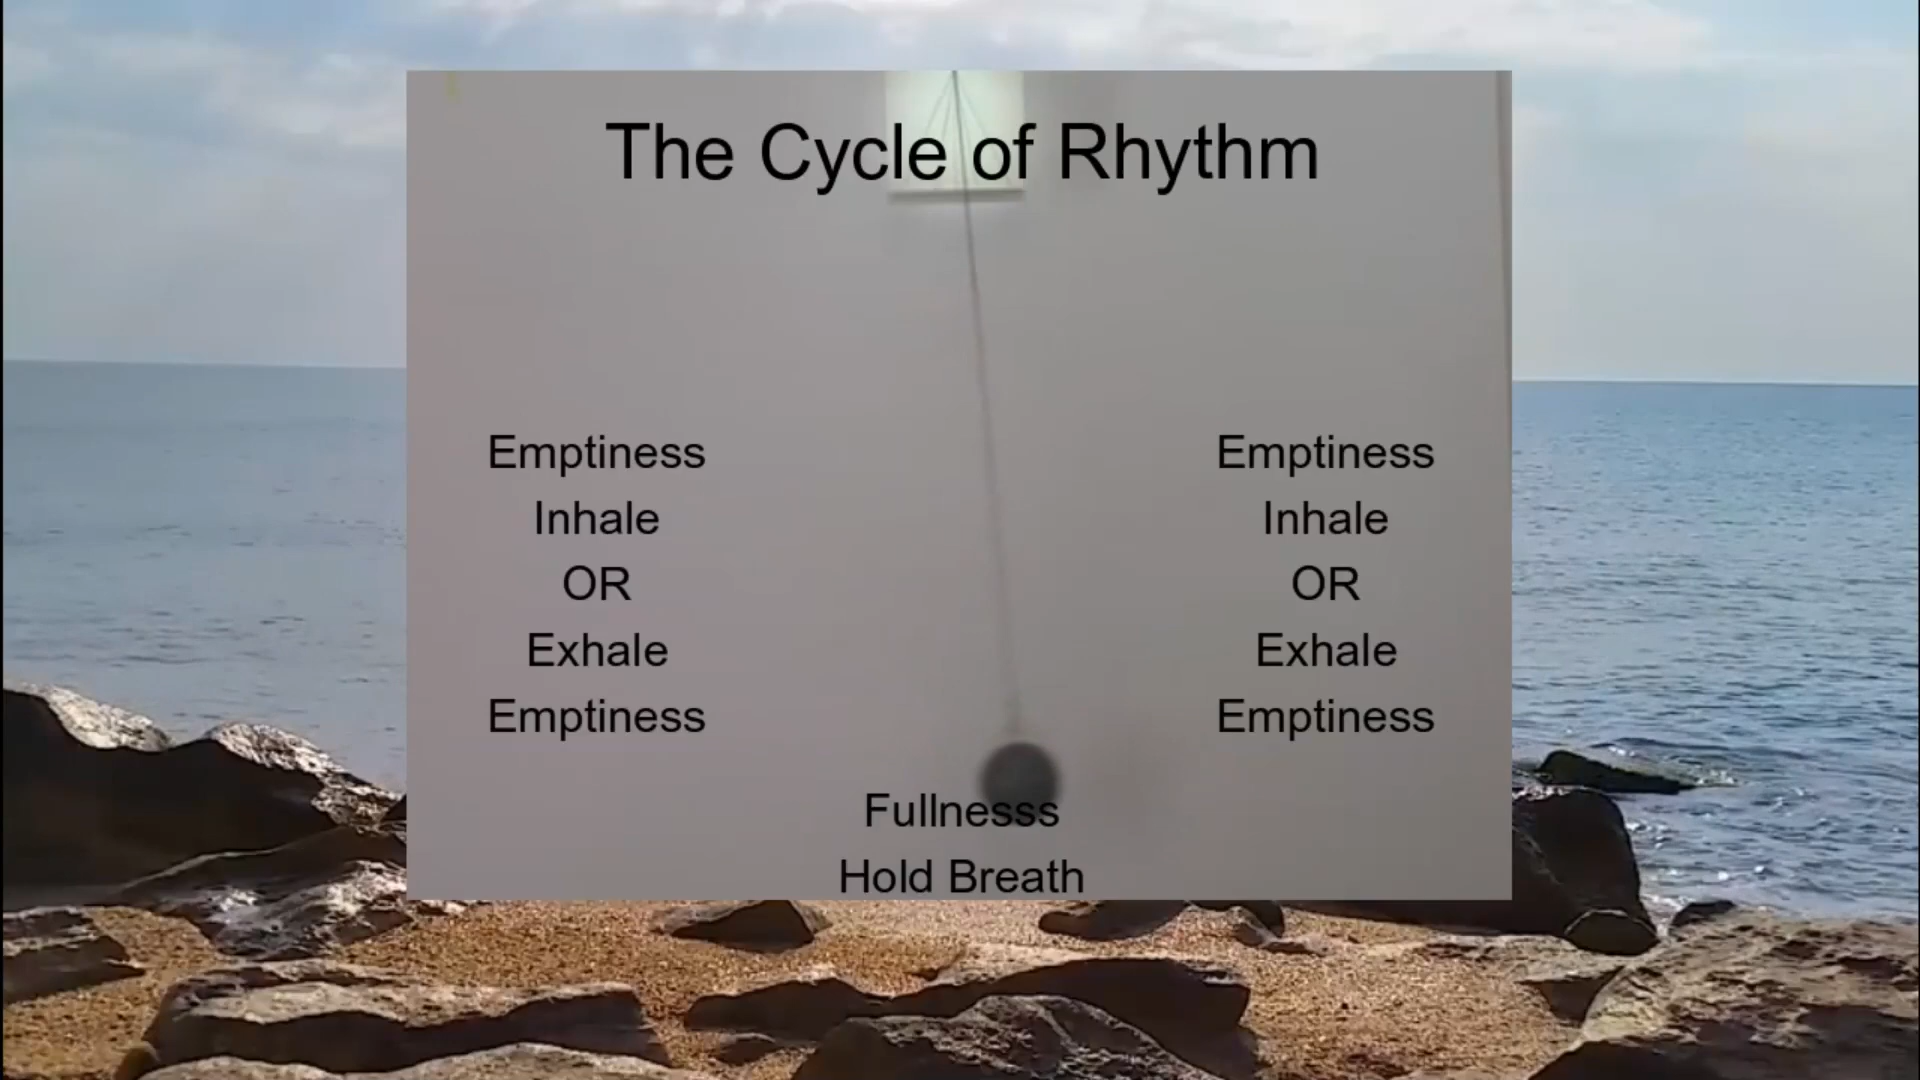 The Cycle of Rhythm
Emptiness
Inhale
OR
Exhale
Emptiness
Emptiness
Inhale
OR
Exhale
Emptiness
Fullnesss
Hold Breath